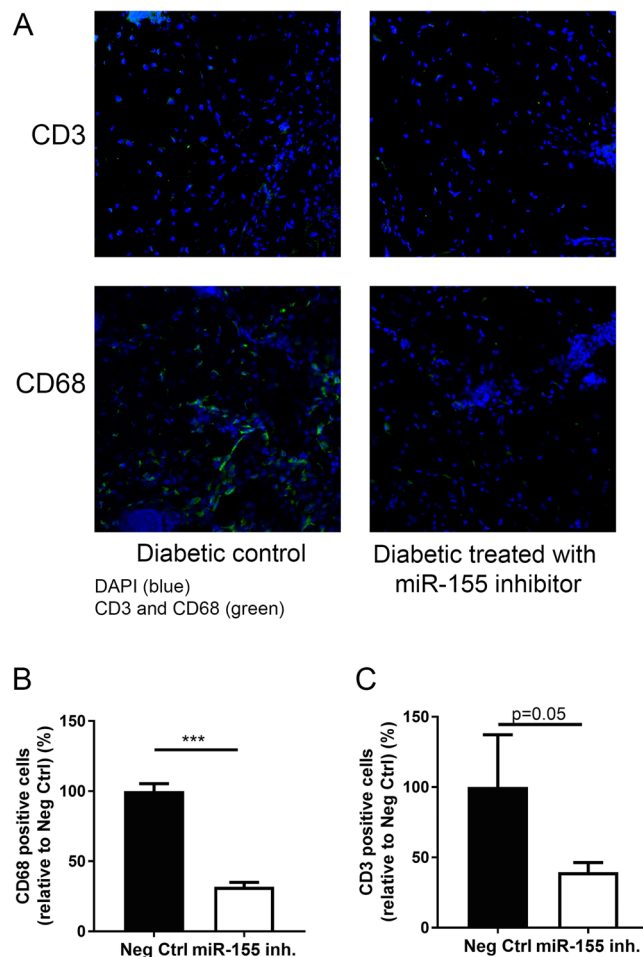 A
CD3
CD68
Diabetic control
Diabetic treated with
miR-155 inhibitor
DAPI (blue)
CD3 and CD68 (green)
B
CD68 positive cells
(relative to Neg Ctrl) (%)
150
100
50
0
***
Neg Ctrl miR-155 inh.
C
CD3 positive cells
(relative to Neg Ctrl) (%)
150
100
50
0
p=0.05
Neg Ctrl miR-155 inh.